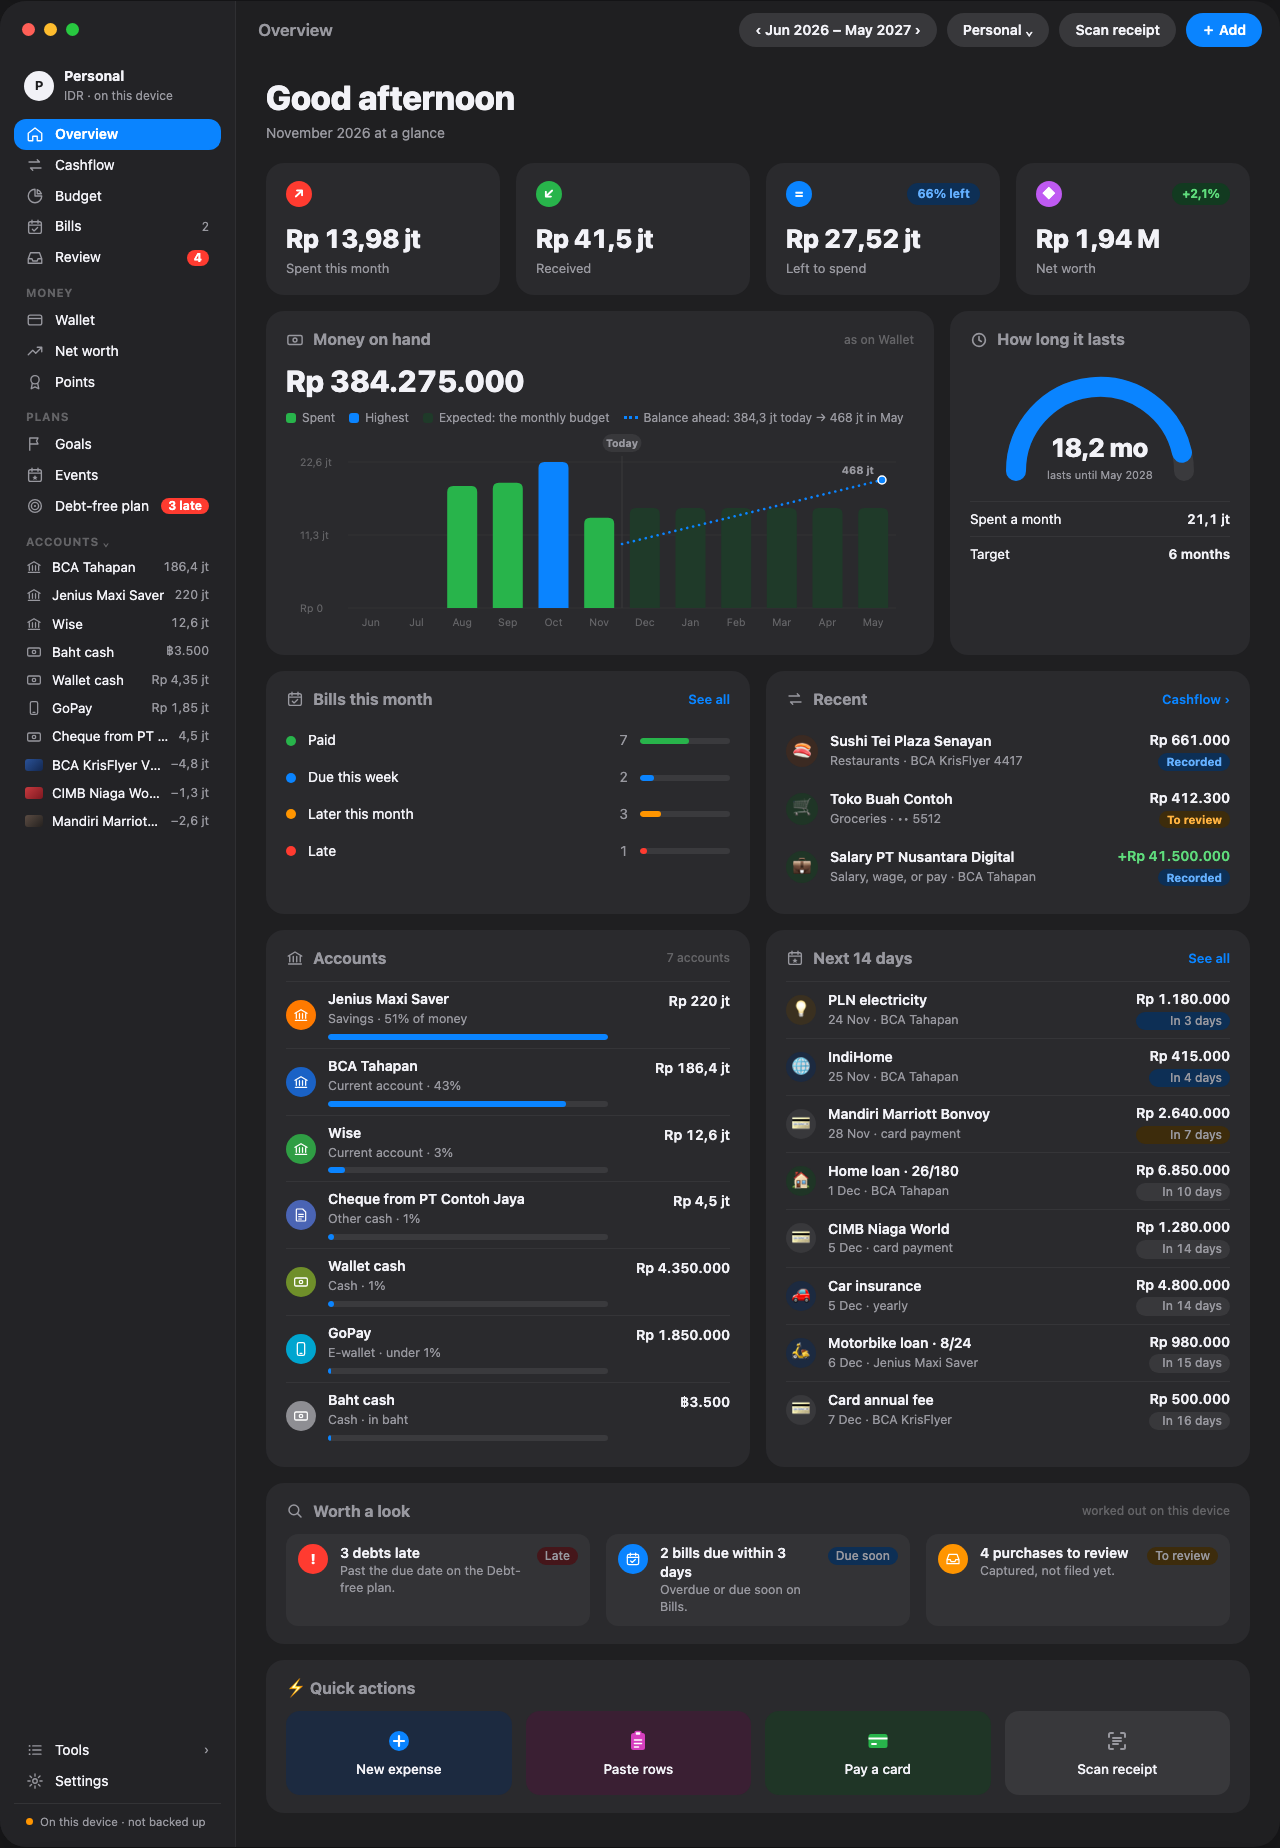 Overview
‹ Jun 2026 – May 2027 ›
Personal
Scan receipt
+ Add
P
Personal
IDR · on this device
Overview
Cashflow
Budget
Bills 2
Review 4
MONEY
Wallet
Net worth
Points
PLANS
Goals
Events
Debt-free plan 3 late
ACCOUNTS
BCA Tahapan 186,4 jt
Jenius Maxi Saver 220 jt
Wise 12,6 jt
Baht cash ฿3.500
Wallet cash Rp 4,35 jt
GoPay Rp 1,85 jt
Cheque from PT ... 4,5 jt
BCA KrisFlyer V... −4,8 jt
CIMB Niaga Wo... −1,3 jt
Mandiri Marriot... −2,6 jt
Tools ›
Settings
On this device · not backed up
Good afternoon
November 2026 at a glance
Rp 13,98 jt
Spent this month
Rp 41,5 jt
Received
= 66% left
Rp 27,52 jt
Left to spend
+2,1%
Rp 1,94 M
Net worth
Money on hand as on Wallet
Rp 384.275.000
Spent Highest Expected: the monthly budget Balance ahead: 384,3 jt today → 468 jt in May
Today
22,6 jt
468 jt
11,3 jt
Rp 0
Jun Jul Aug Sep Oct Nov Dec Jan Feb Mar Apr May
How long it lasts
18,2 mo
lasts until May 2028
Spent a month 21,1 jt
Target 6 months
Bills this month See all
Paid 7
Due this week 2
Later this month 3
Late 1
Recent Cashflow ›
Sushi Tei Plaza Senayan Rp 661.000
Restaurants · BCA KrisFlyer 4417 Recorded
Toko Buah Contoh Rp 412.300
Groceries · •• 5512 To review
Salary PT Nusantara Digital +Rp 41.500.000
Salary, wage, or pay · BCA Tahapan Recorded
Accounts 7 accounts
Jenius Maxi Saver Rp 220 jt
Savings · 51% of money
BCA Tahapan Rp 186,4 jt
Current account · 43%
Wise Rp 12,6 jt
Current account · 3%
Cheque from PT Contoh Jaya Rp 4,5 jt
Other cash · 1%
Wallet cash Rp 4.350.000
Cash · 1%
GoPay Rp 1.850.000
E-wallet · under 1%
Baht cash ฿3.500
Cash · in baht
Next 14 days See all
PLN electricity Rp 1.180.000
24 Nov · BCA Tahapan In 3 days
IndiHome Rp 415.000
25 Nov · BCA Tahapan In 4 days
Mandiri Marriott Bonvoy Rp 2.640.000
28 Nov · card payment In 7 days
Home loan · 26/180 Rp 6.850.000
1 Dec · BCA Tahapan In 10 days
CIMB Niaga World Rp 1.280.000
5 Dec · card payment In 14 days
Car insurance Rp 4.800.000
5 Dec · yearly In 14 days
Motorbike loan · 8/24 Rp 980.000
6 Dec · Jenius Maxi Saver In 15 days
Card annual fee Rp 500.000
7 Dec · BCA KrisFlyer In 16 days
Worth a look worked out on this device
! 3 debts late Late
Past the due date on the Debt-
free plan.
2 bills due within 3 Due soon
days
Overdue or due soon on
Bills.
4 purchases to review To review
Captured, not filed yet.
⚡ Quick actions
New expense
Paste rows
Pay a card
Scan receipt